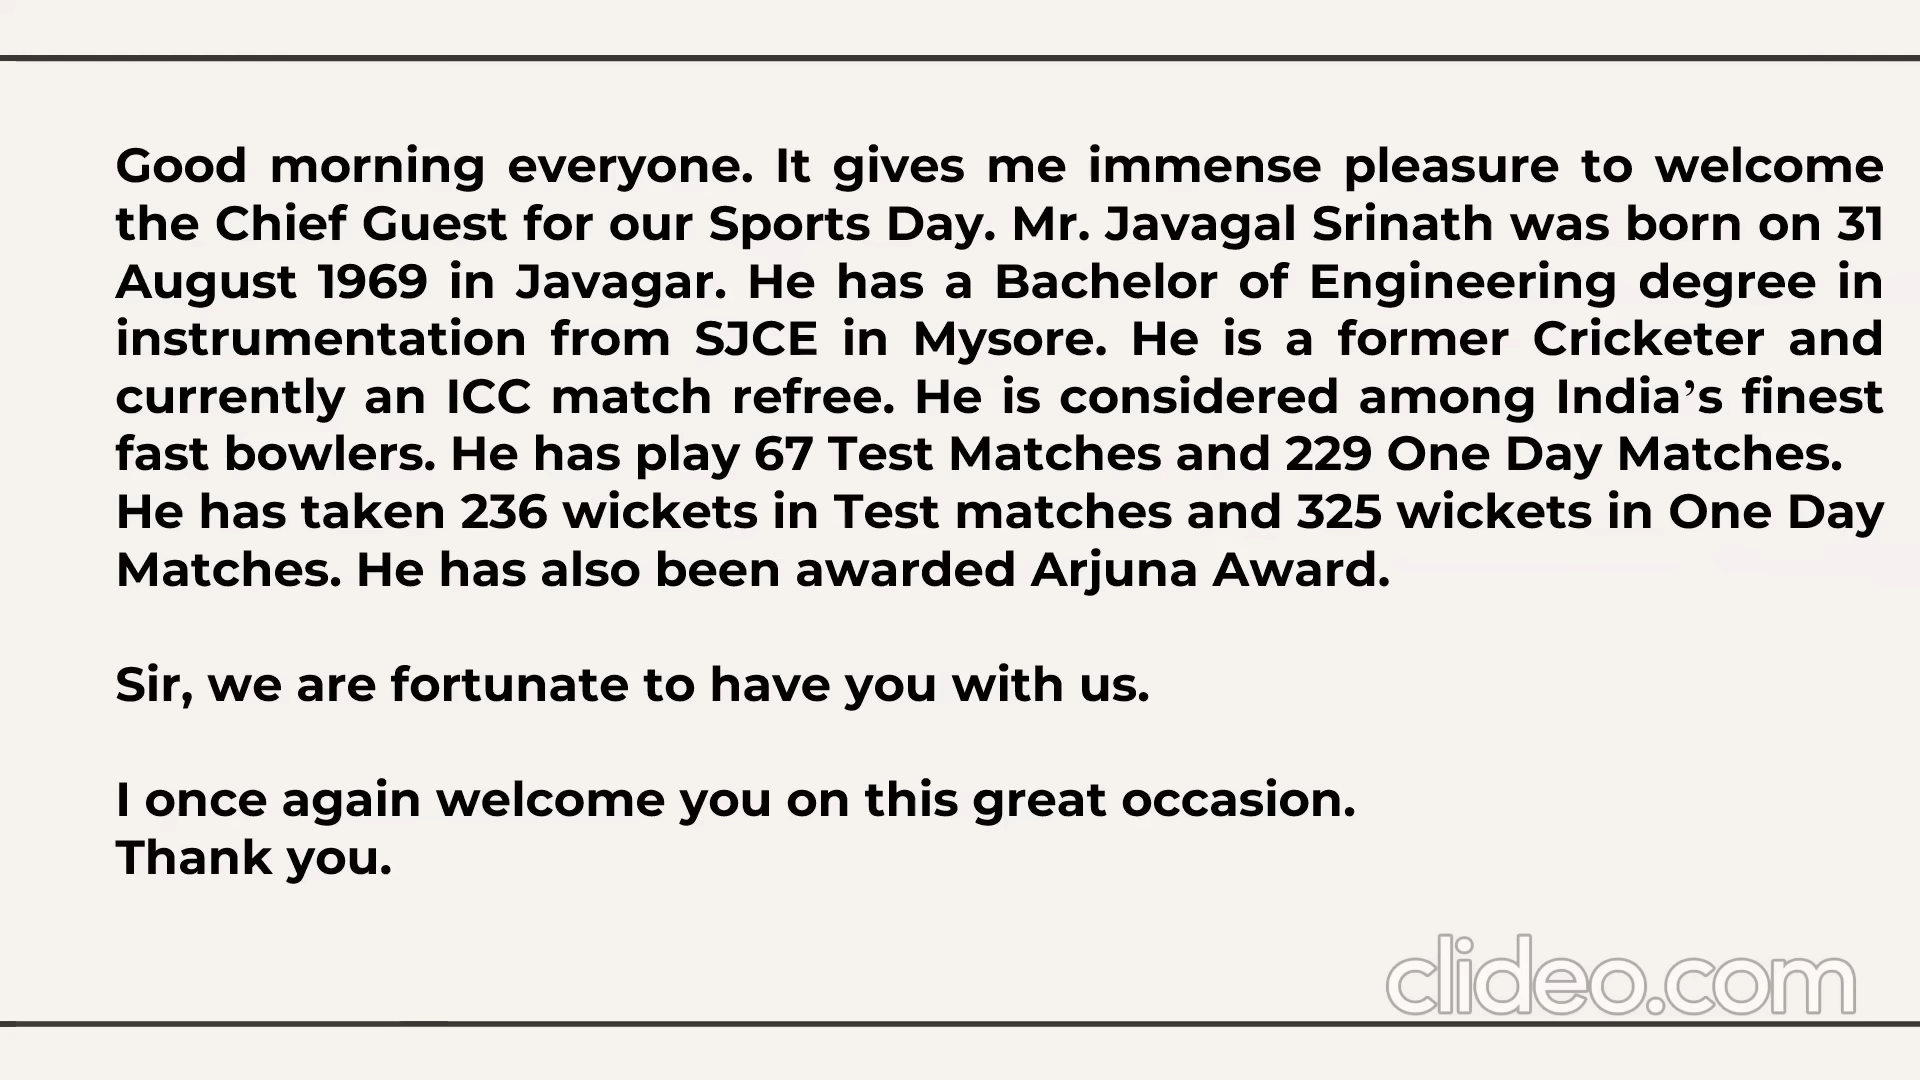 Good morning everyone. It gives me immense pleasure to welcome
the Chief Guest for our Sports Day. Mr. Javagal Srinath was born on 31
August 1969 in Javagar. He has a Bachelor of Engineering degree in
instrumentation from SJCE in Mysore. He is a former Cricketer and
currently an ICC match refree. He is considered among India’s finest
fast bowlers. He has play 67 Test Matches and 229 One Day Matches.
He has taken 236 wickets in Test matches and 325 wickets in One Day
Matches. He has also been awarded Arjuna Award.
Sir, we are fortunate to have you with us.
I once again welcome you on this great occasion.
Thank you.
clideo.com